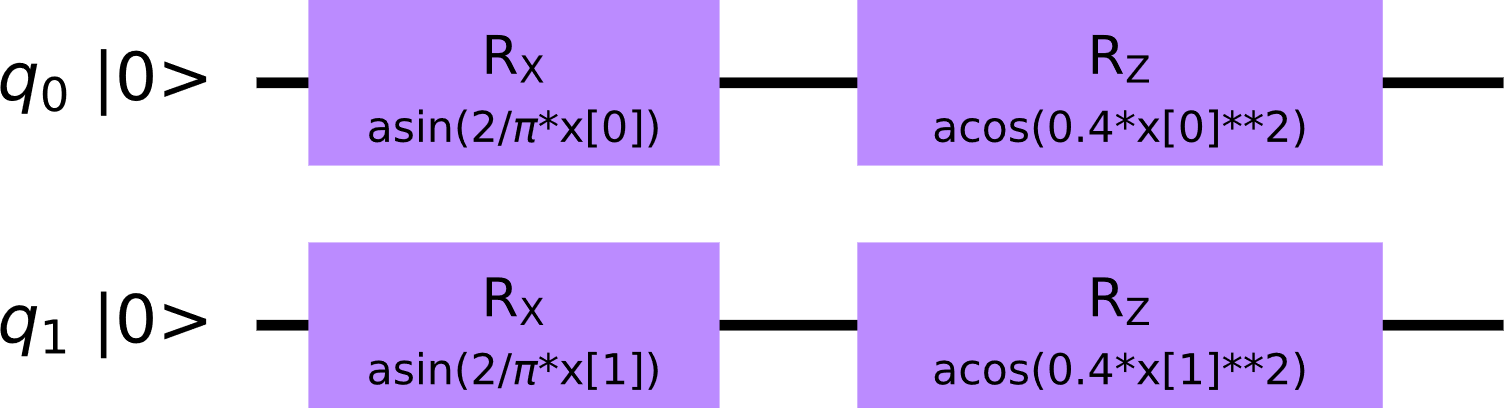 q0 |0> RX RZ
asin(2/π*x[0]) acos(0.4*x[0]**2)
q1 |0> RX RZ
asin(2/π*x[1]) acos(0.4*x[1]**2)